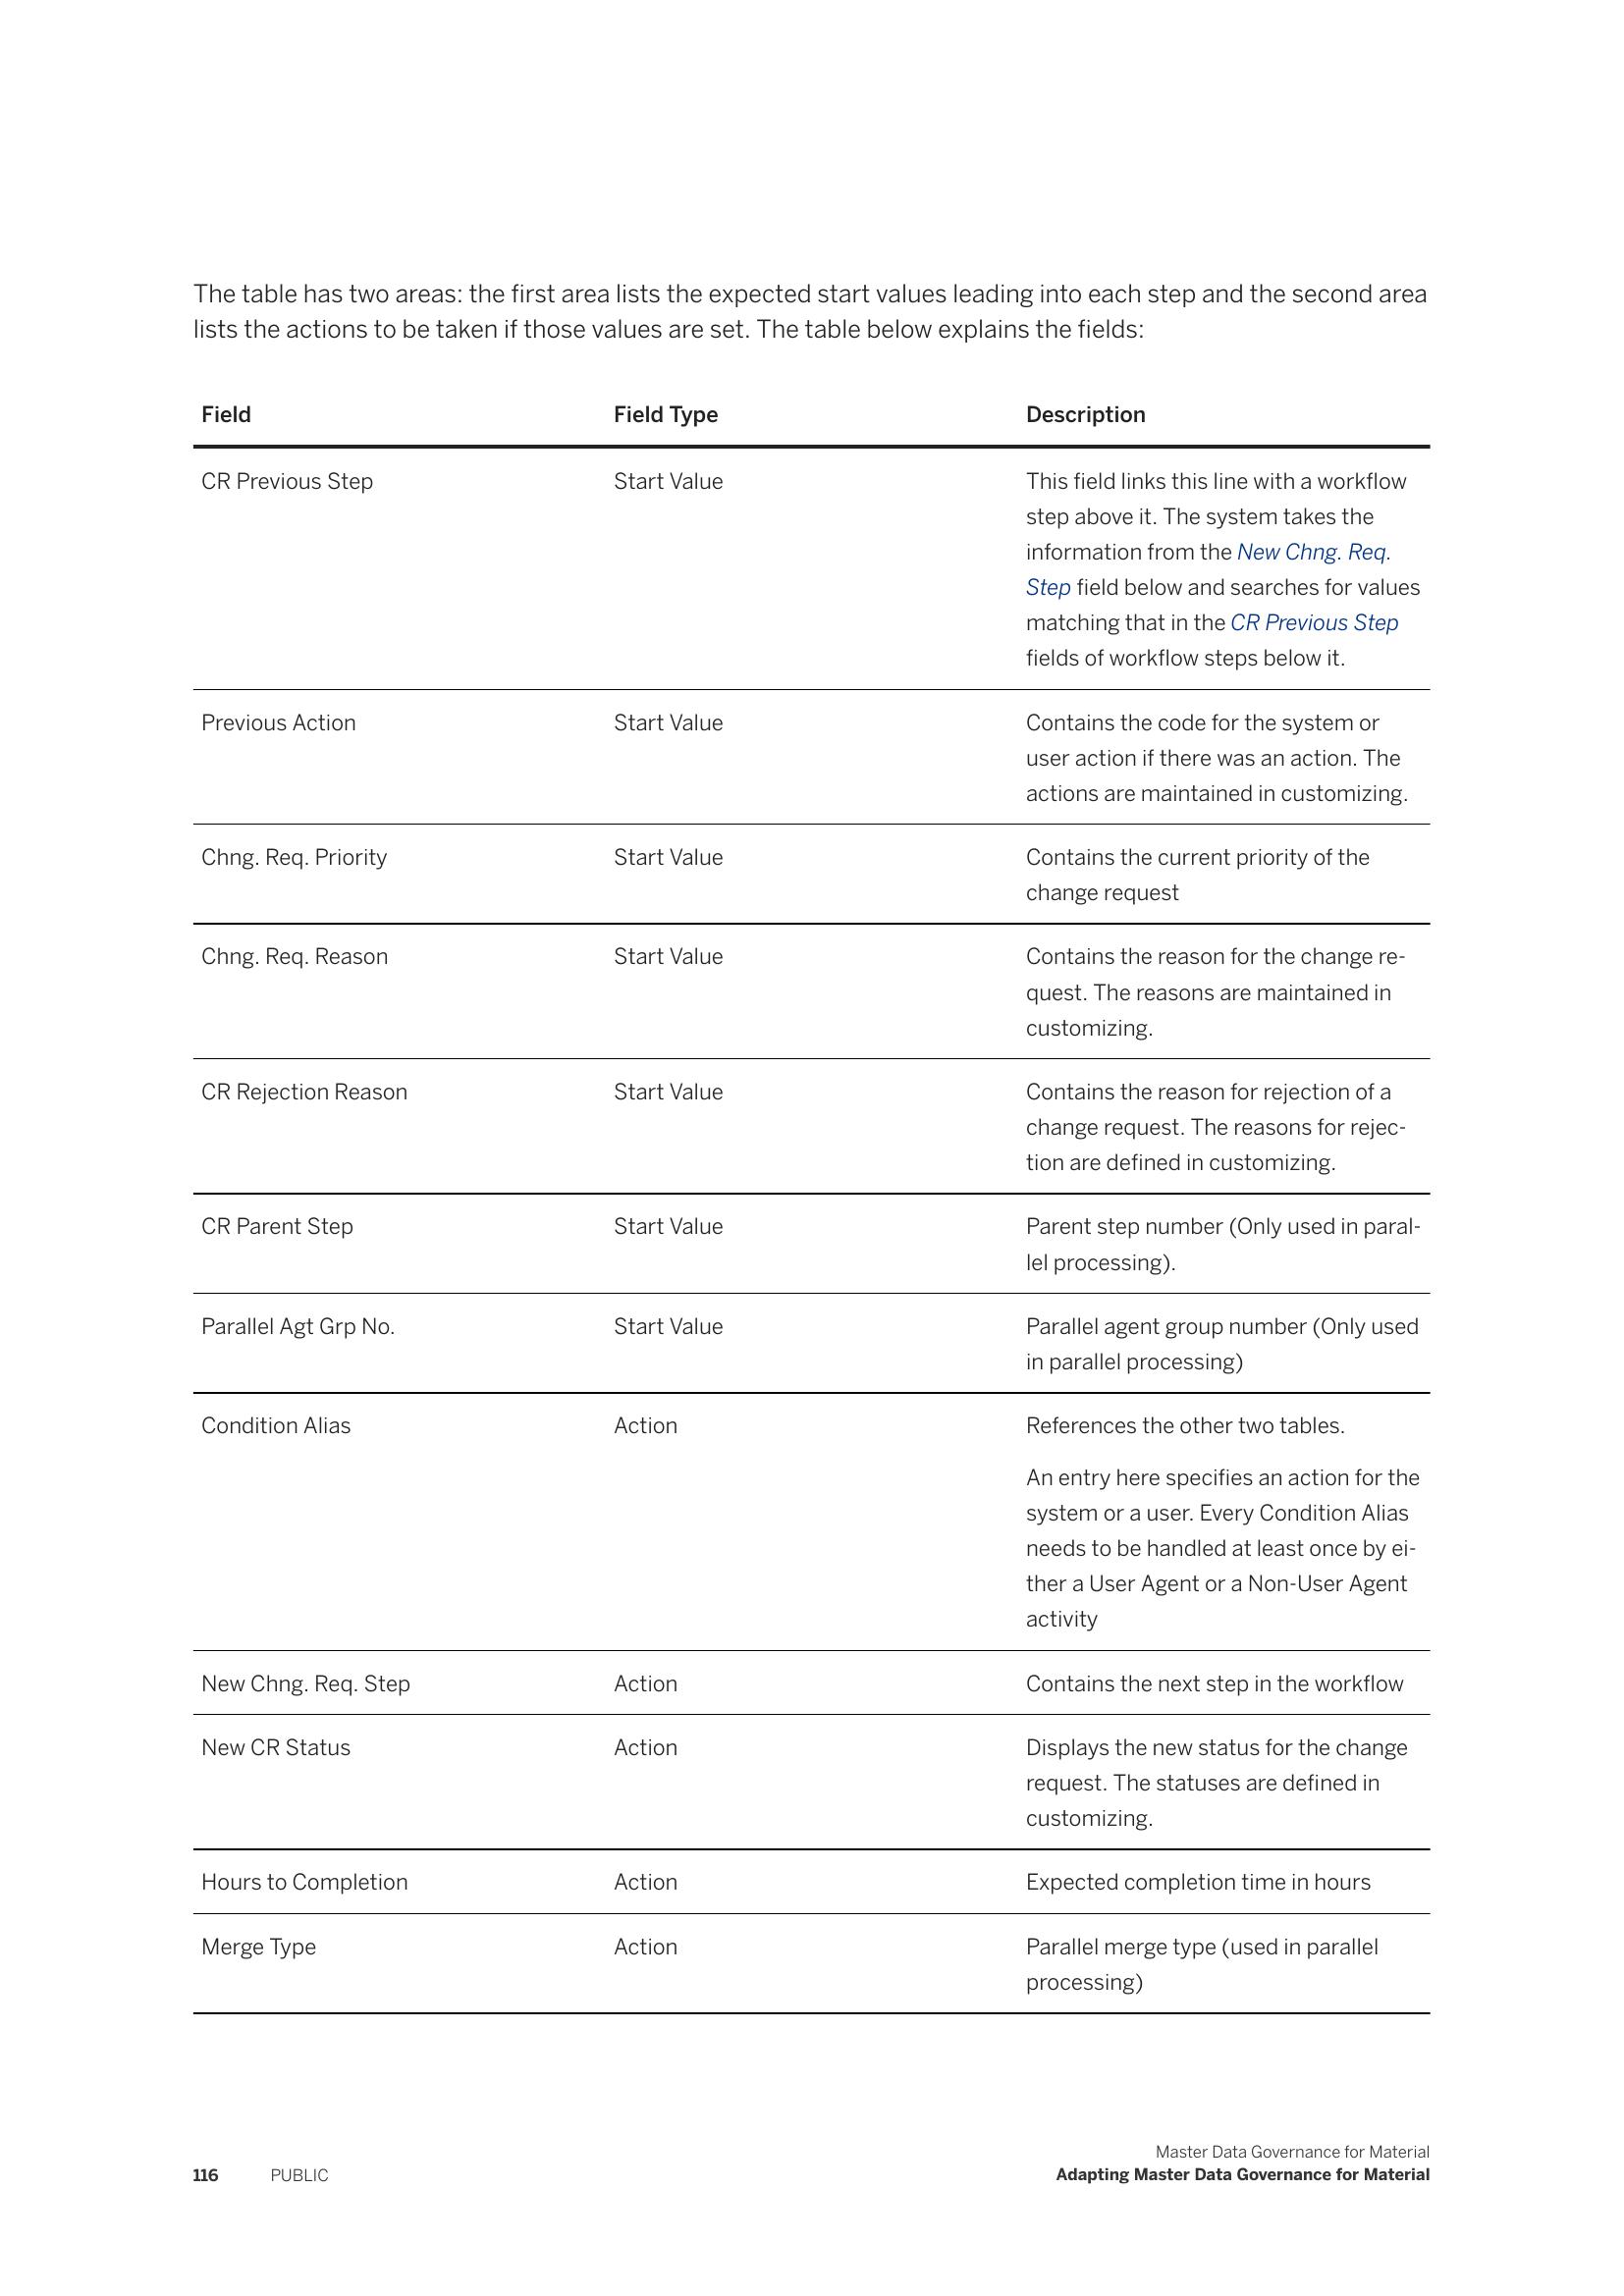 The table has two areas: the first area lists the expected start values leading into each step and the second area
lists the actions to be taken if those values are set. The table below explains the fields:
Field Field Type Description
CR Previous Step Start Value This field links this line with a workflow
step above it. The system takes the
information from the New Chng. Req.
Step field below and searches for values
matching that in the CR Previous Step
fields of workflow steps below it.
Previous Action Start Value Contains the code for the system or
user action if there was an action. The
actions are maintained in customizing.
Chng. Req. Priority Start Value Contains the current priority of the
change request
Chng. Req. Reason Start Value Contains the reason for the change re-
quest. The reasons are maintained in
customizing.
CR Rejection Reason Start Value Contains the reason for rejection of a
change request. The reasons for rejec-
tion are defined in customizing.
CR Parent Step Start Value Parent step number (Only used in paral-
lel processing).
Parallel Agt Grp No. Start Value Parallel agent group number (Only used
in parallel processing)
Condition Alias Action References the other two tables.
An entry here specifies an action for the
system or a user. Every Condition Alias
needs to be handled at least once by ei-
ther a User Agent or a Non-User Agent
activity
New Chng. Req. Step Action Contains the next step in the workflow
New CR Status Action Displays the new status for the change
request. The statuses are defined in
customizing.
Hours to Completion Action Expected completion time in hours
Merge Type Action Parallel merge type (used in parallel
processing)
Master Data Governance for Material
116 PUBLIC Adapting Master Data Governance for Material